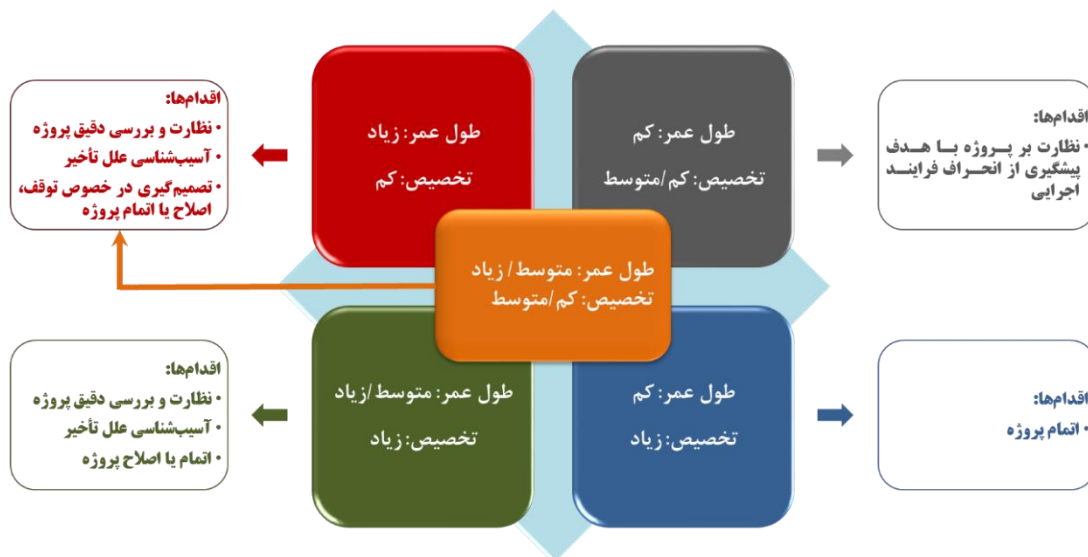 طول عمر: کم
تخصیص: کم/متوسط
اقدام‌ها:
• نظارت بر پروژه با هدف
پیشگیری از انحراف فرایند
اجرایی
طول عمر: زیاد
تخصیص: کم
اقدام‌ها:
• نظارت و بررسی دقیق پروژه
• آسیب‌شناسی علل تأخیر
• تصمیم‌گیری در خصوص توقف،
اصلاح یا اتمام پروژه
طول عمر: متوسط/ زیاد
تخصیص: کم/متوسط
طول عمر: کم
تخصیص: زیاد
اقدام‌ها:
• اتمام پروژه
طول عمر: متوسط/زیاد
تخصیص: زیاد
اقدام‌ها:
• نظارت و بررسی دقیق پروژه
• آسیب‌شناسی علل تأخیر
• اتمام یا اصلاح پروژه